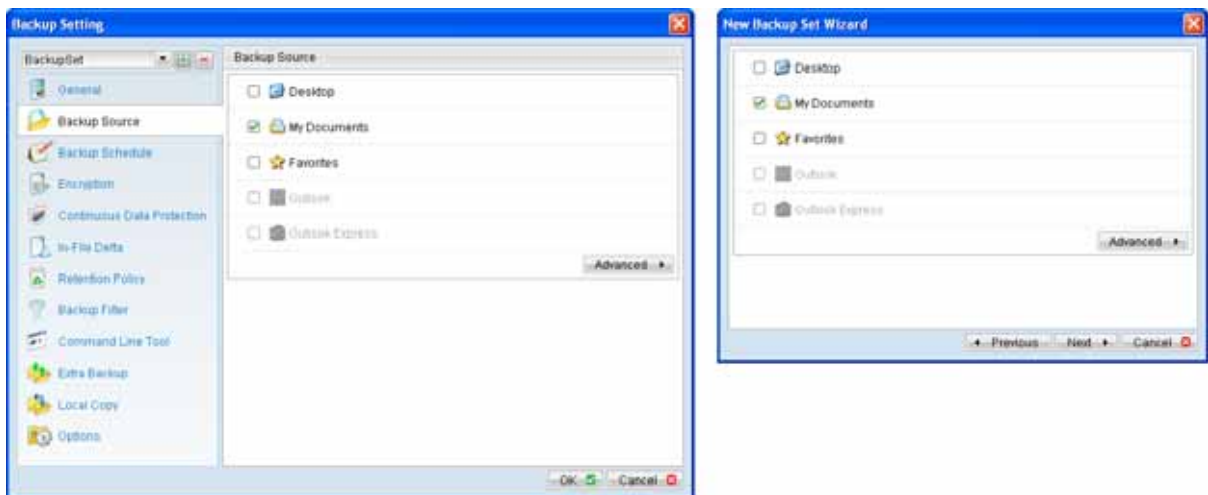 Backup Setting
BackupSet
General
Backup Source
Backup Schedule
Encryption
Continuous Data Protection
In-File Delta
Retention Policy
Backup Filter
Command Line Tool
Extra Backup
Local Copy
Options
Backup Source
Desktop
My Documents
Favorites
Outlook
Outlook Express
Advanced
OK
Cancel
New Backup Set Wizard
Desktop
My Documents
Favorites
Outlook
Outlook Express
Advanced
Previous
Next
Cancel